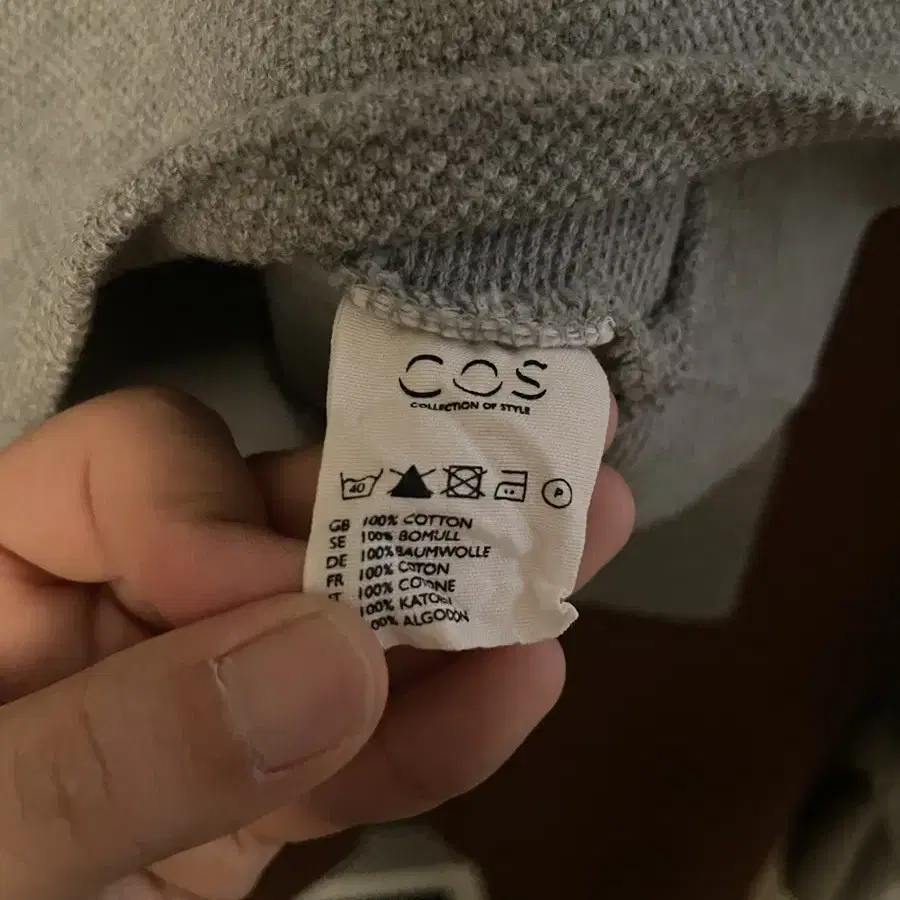 COS
COLLECTION OF STYLE
40 P
GB 100% COTTON
SE 100% BOMULL
DE 100% BAUMWOLLE
FR 100% COTON
100% COTONE
100%
00% ALGODON